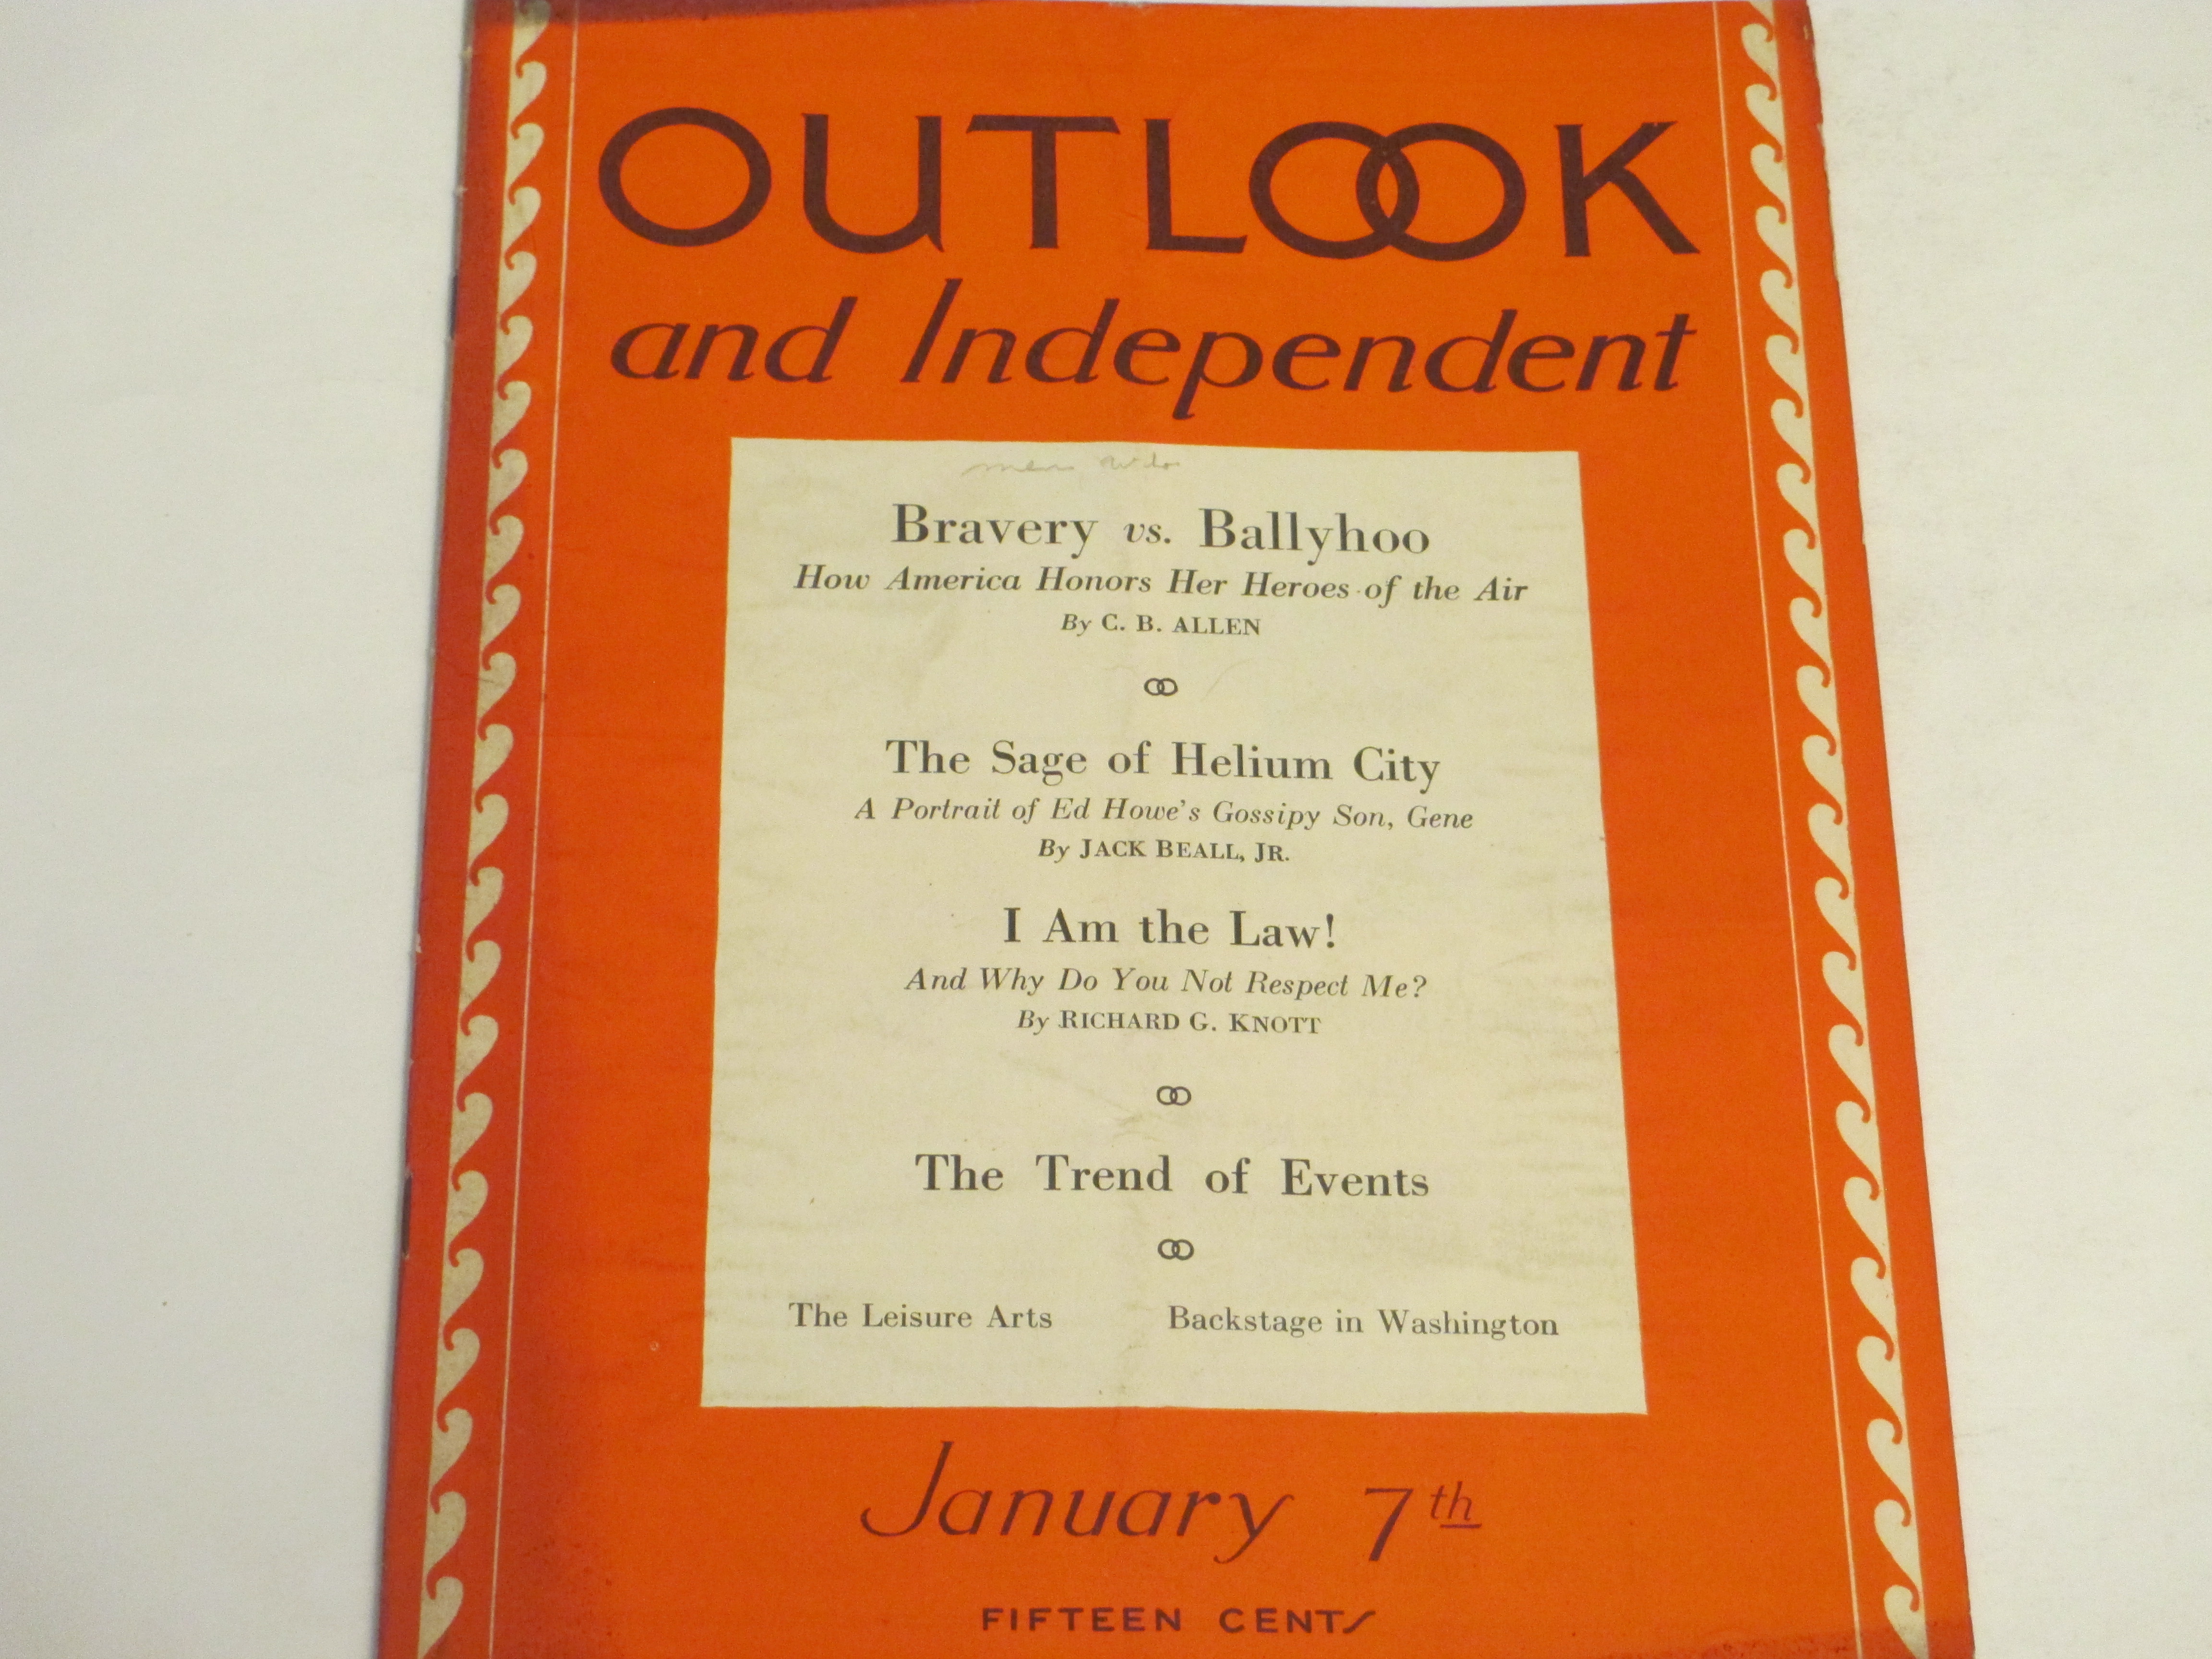 OUTLOOK
and Independent
Bravery vs. Ballyhoo
How America Honors Her Heroes of the Air
By C. B. ALLEN
The Sage of Helium City
A Portrait of Ed Howe's Gossipy Son, Gene
By JACK BEALL, JR.
I Am the Law!
And Why Do You Not Respect Me?
By RICHARD G. KNOTT
The Trend of Events
The Leisure Arts Backstage in Washington
January 7th
FIFTEEN CENTS